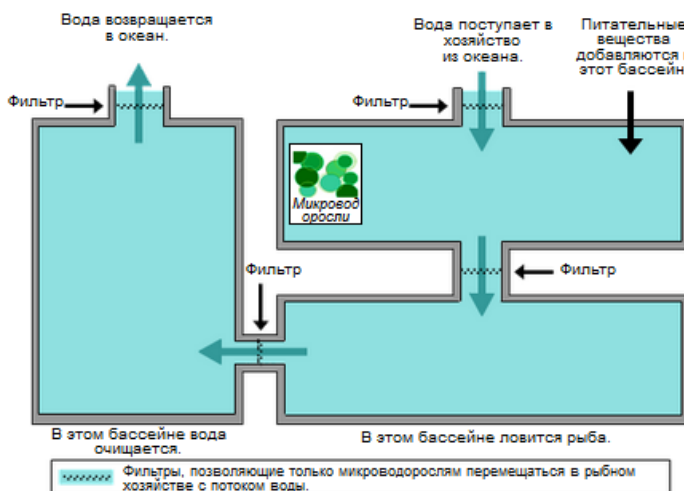 Вода возвращается
в океан.
Вода поступает в
хозяйство
из океана.
Питательные
вещества
добавляются
этот бассейн
Фильтр
Фильтр
Микровод
оросли
Фильтр
Фильтр
В этом бассейне вода
очищается.
В этом бассейне ловится рыба.
Фильтры, позволяющие только микроводорослям перемещаться в рыбном
хозяйстве с потоком воды.